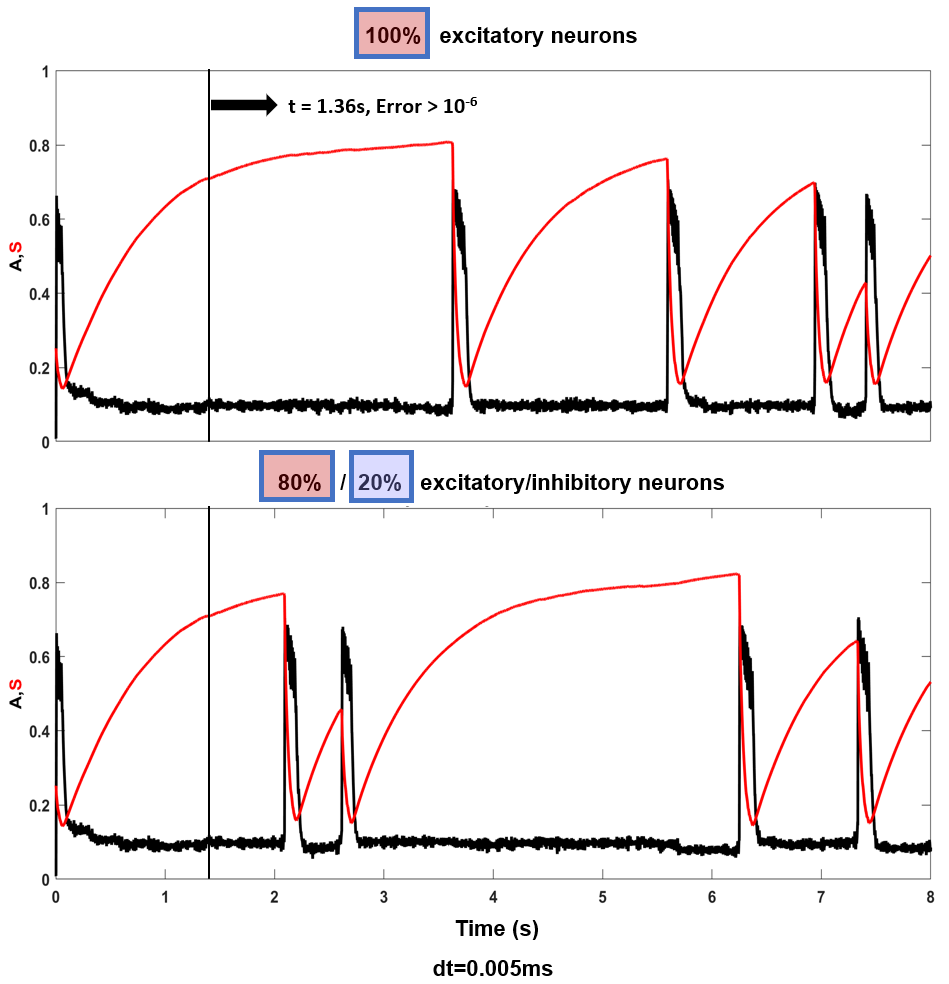 100% excitatory neurons
1
t = 1.36s, Error > 10-6
0.8
0.6
A,S
0.4
0.2
0
80% / 20% excitatory/inhibitory neurons
1
0.8
0.6
A,S
0.4
0.2
0
0 1 2 3 4 5 6 7 8
Time (s)
dt=0.005ms